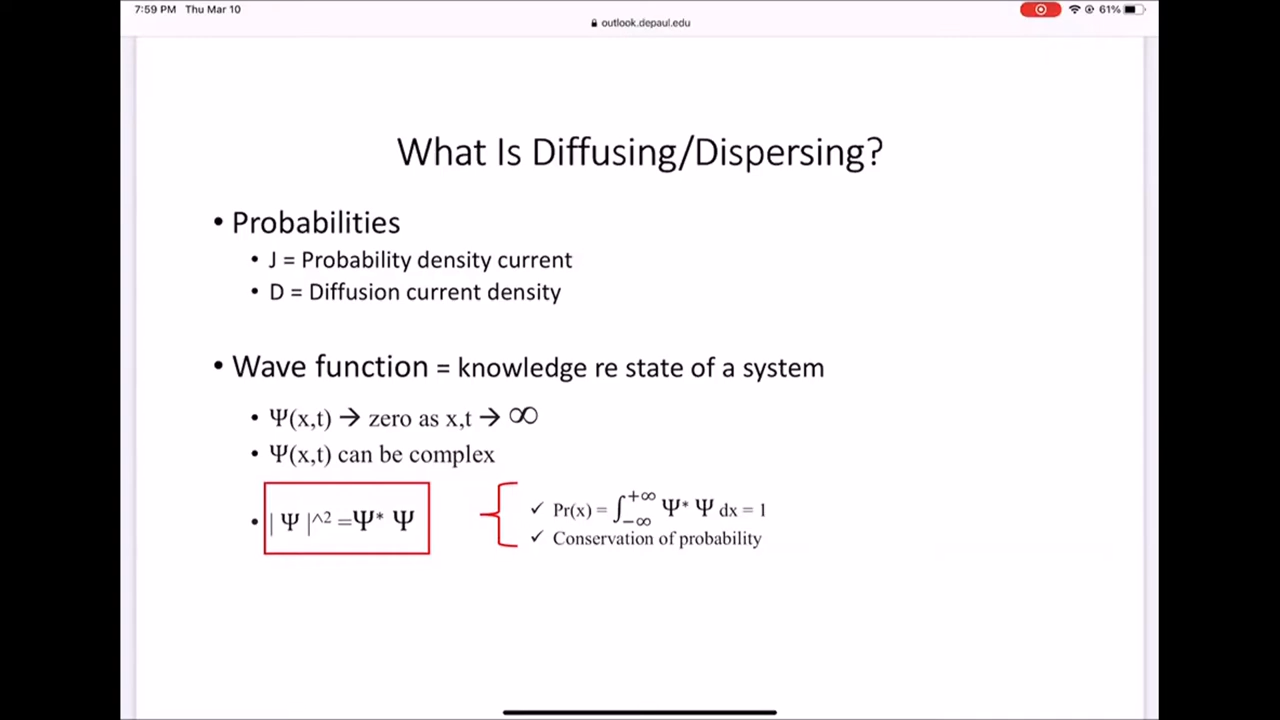 7:59 PM Thu Mar 10
61%
outlook.depaul.edu
What Is Diffusing/Dispersing?
• Probabilities
• J = Probability density current
• D = Diffusion current density
• Wave function = knowledge re state of a system
• Ψ(x,t) → zero as x,t → ∞
• Ψ(x,t) can be complex
• | Ψ |^2 =Ψ* Ψ
✓ Pr(x) = ∫−∞+∞ Ψ* Ψ dx = 1
✓ Conservation of probability